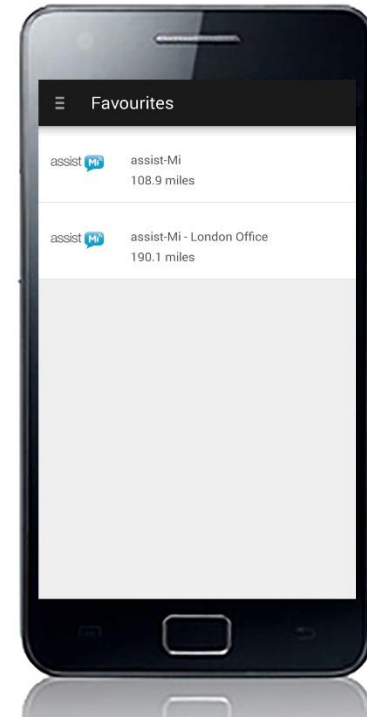 Favourites
assist Mi
assist-Mi
108.9 miles
assist Mi
assist-Mi - London Office
190.1 miles